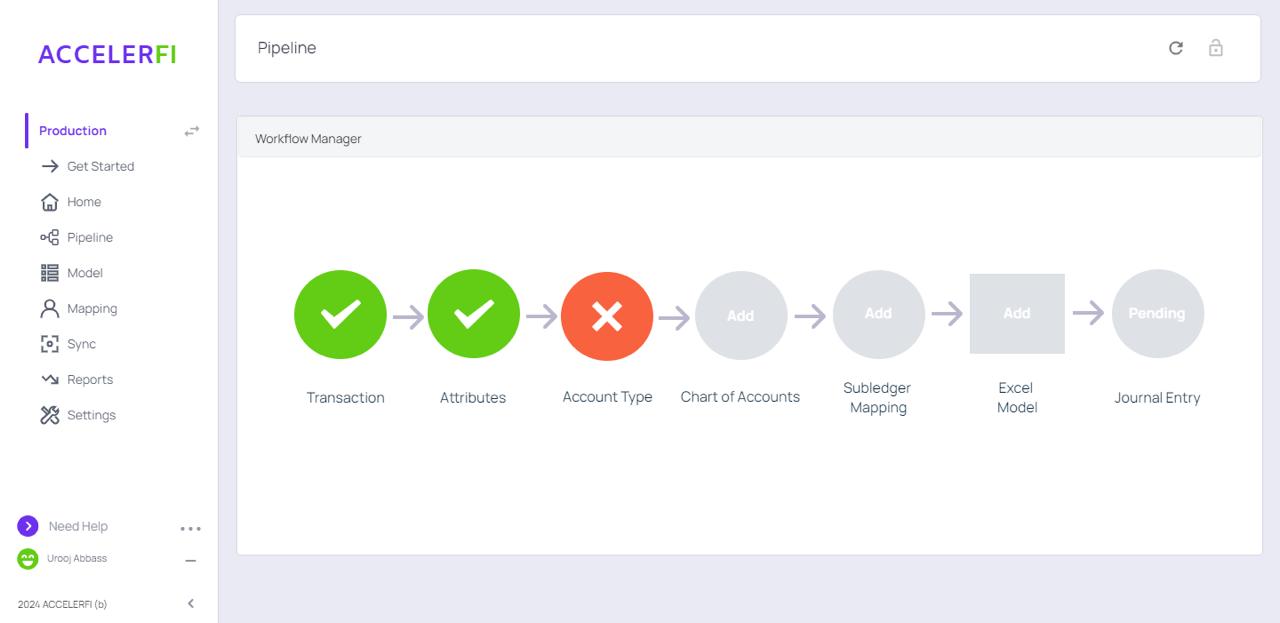 ACCELERFI
Production
Get Started
Home
Pipeline
Model
Mapping
Sync
Reports
Settings
Need Help
Urooj Abbass
2024 ACCELERFI (b)
Pipeline
Workflow Manager
Add
Add
Add
Pending
Transaction
Attributes
Account Type
Chart of Accounts
Subledger
Mapping
Excel
Model
Journal Entry